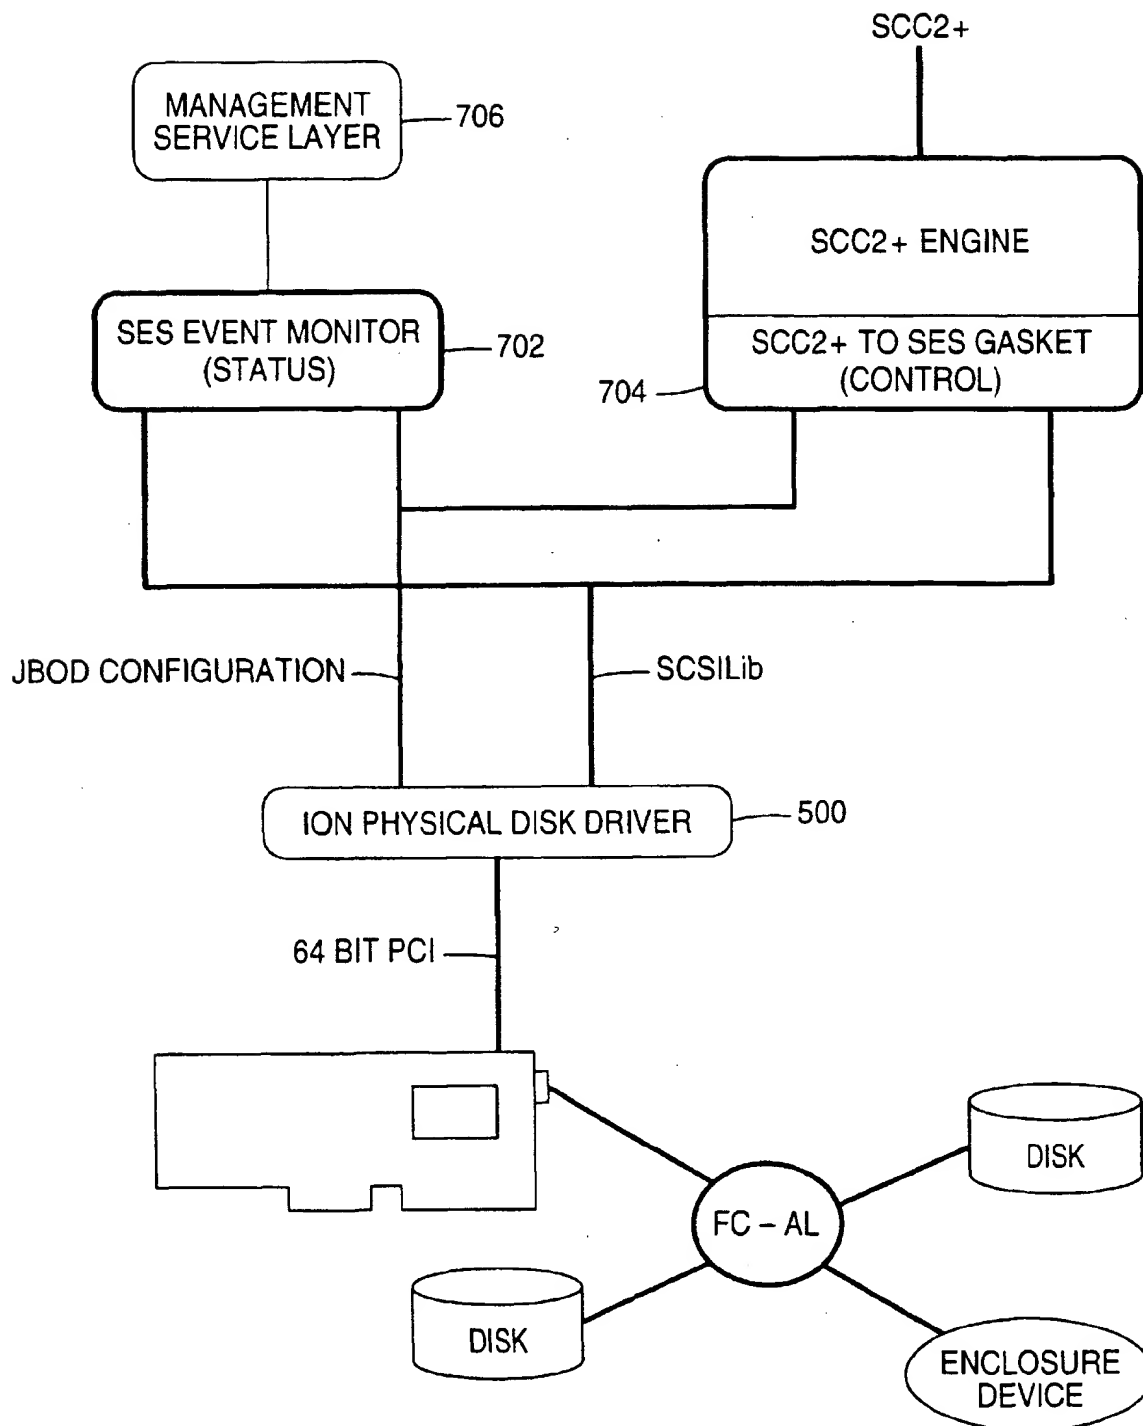 SCC2+
MANAGEMENT
SERVICE LAYER
706
SCC2+ ENGINE
SES EVENT MONITOR
(STATUS)
702
SCC2+ TO SES GASKET
(CONTROL)
704
JBOD CONFIGURATION
SCSILib
ION PHYSICAL DISK DRIVER
500
64 BIT PCI
DISK
FC – AL
DISK
ENCLOSURE
DEVICE